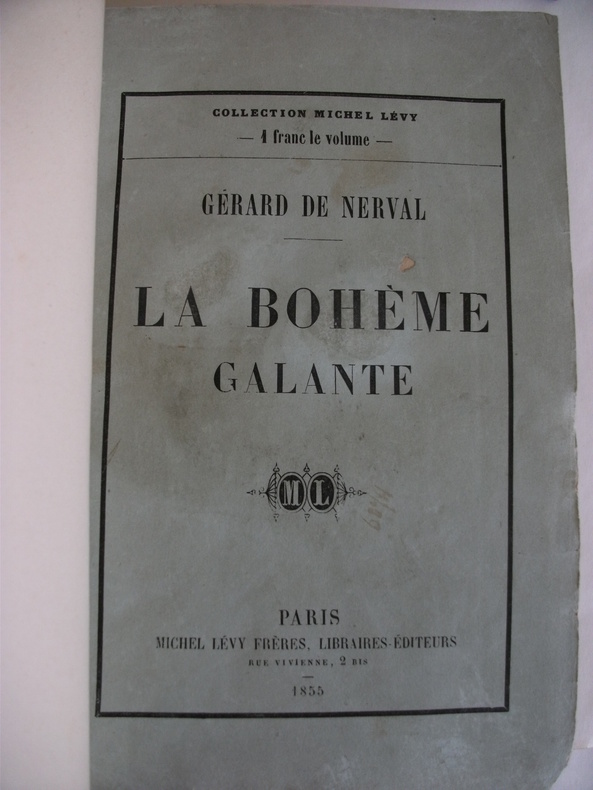 COLLECTION MICHEL LÉVY
— 1 franc le volume —
GÉRARD DE NERVAL
LA BOHÈME
GALANTE
ML
PARIS
MICHEL LÉVY FRÈRES, LIBRAIRES-ÉDITEURS
RUE VIVIENNE, 2 BIS
1855